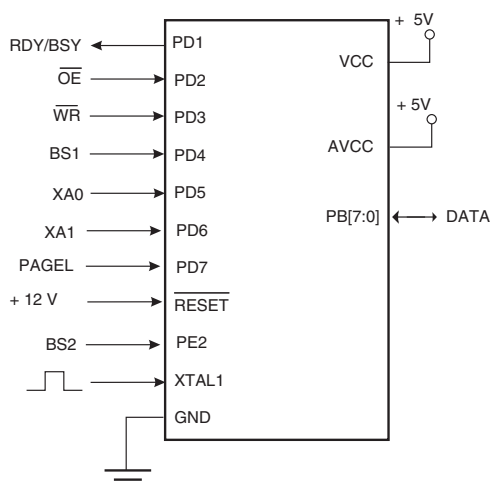 + 5V
RDY/BSY PD1
VCC
OE PD2
+ 5V
WR PD3
AVCC
BS1 PD4
XA0 PD5
PB[7:0] DATA
XA1 PD6
PAGEL PD7
+ 12 V RESET
BS2 PE2
XTAL1
GND